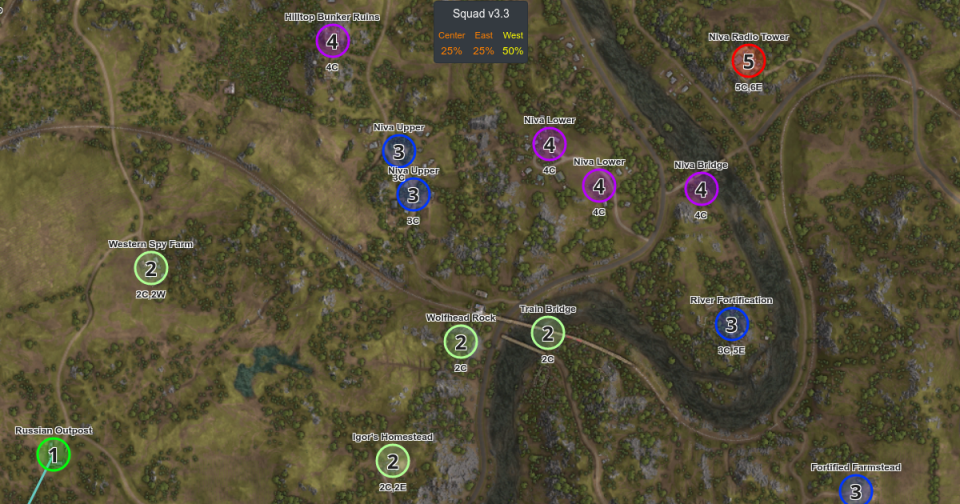 Squad v3.3
Center East West
25% 25% 50%
Hilltop Bunker Ruins
4
4C
Niva Radio Tower
5
5C,6E
Niva Upper
3
3C
Niva Upper
3
3C
Niva Lower
4
4C
Niva Lower
4
4C
Niva Bridge
4
4C
Western Spy Farm
2
2C,2W
Wolfhead Rock
2
2C
Train Bridge
2
2C
River Fortification
3
3C,5E
Russian Outpost
1
Igor's Homestead
2
2C,2E
Fortified Farmstead
3